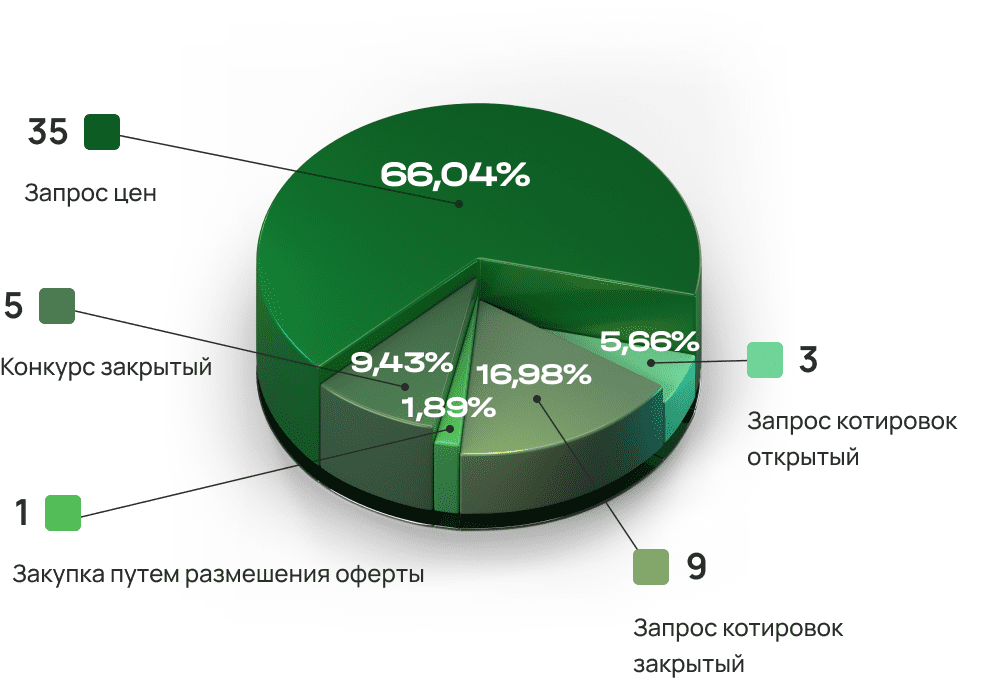 35
Запрос цен
66,04%
5
Конкурс закрытый
9,43%
1,89%
16,98%
5,66%
3
Запрос котировок
открытый
1
Закупка путем размешения оферты
9
Запрос котировок
закрытый